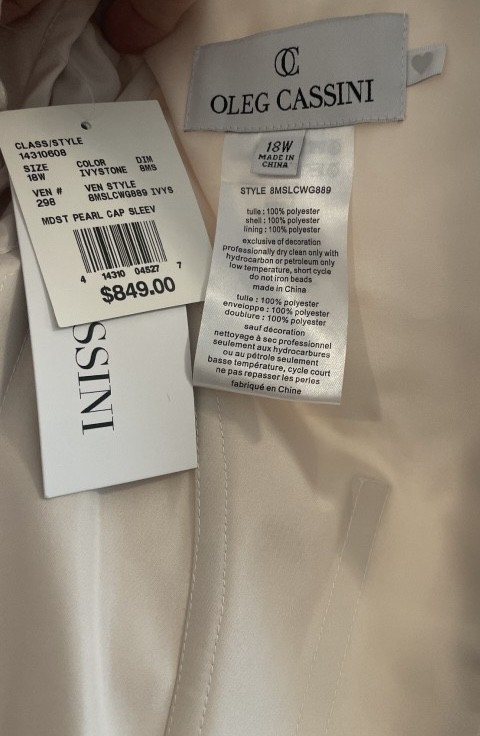 OC
OLEG CASSINI
18W
MADE IN
CHINA
STYLE 8MSLCWG889
tulle : 100% polyester
shell : 100% polyester
lining : 100% polyester
exclusive of decoration
professionally dry clean only with
hydrocarbon or petroleum only
low temperature, short cycle
do not iron beads
made in China
tulle : 100% polyester
enveloppe : 100% polyester
doublure : 100% polyester
sauf décoration
nettoyage à sec professionnel
seulement aux hydrocarbures
ou au pétrole seulement
basse température, cycle court
ne pas repasser les perles
fabriqué en Chine
CLASS/STYLE
14310608
SIZE COLOR DIM
18W IVYSTONE 8MS
VEN # VEN STYLE
298 8MSLCWG889 IVYS
MDST PEARL CAP SLEEV
4 14310 04527 7
$849.00
SSINI